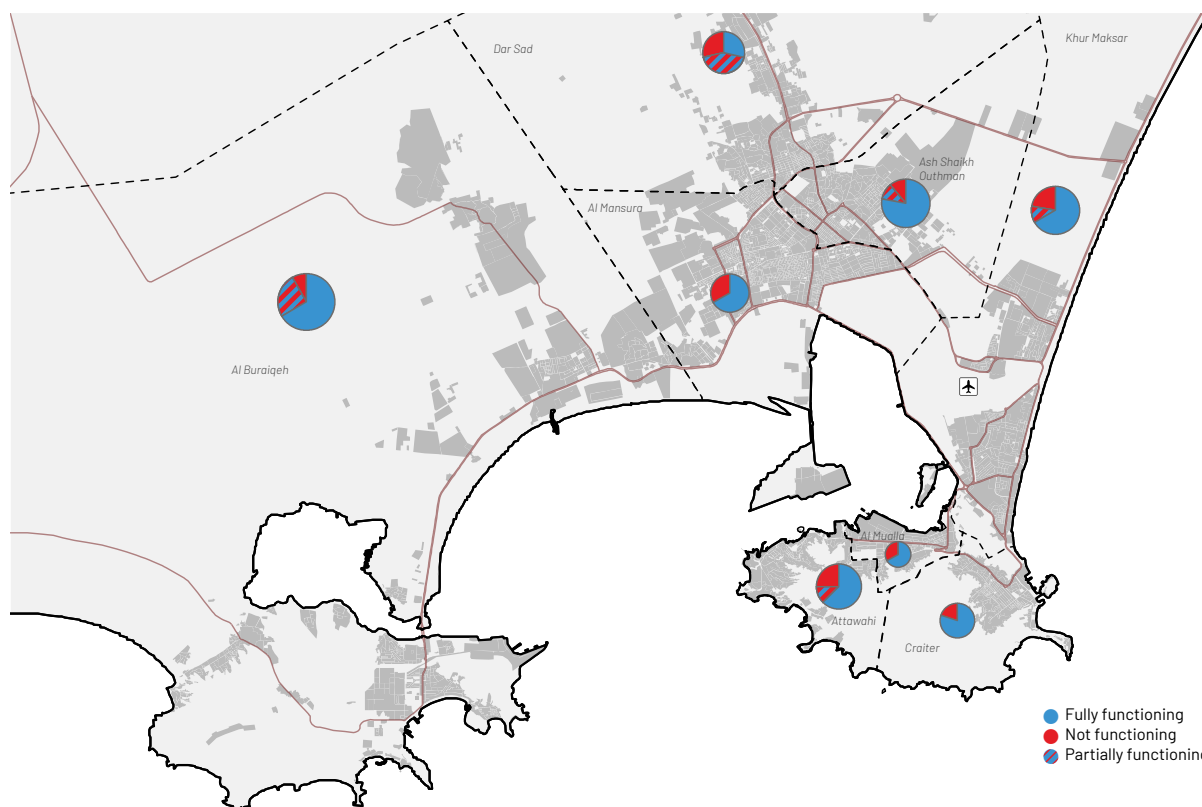 Dar Sad
Khur Maksar
Ash Shaikh
Outhman
Al Mansura
Al Buraiqeh
Al Mualla
Attawahi
Craiter
Fully functioning
Not functioning
Partially functioning